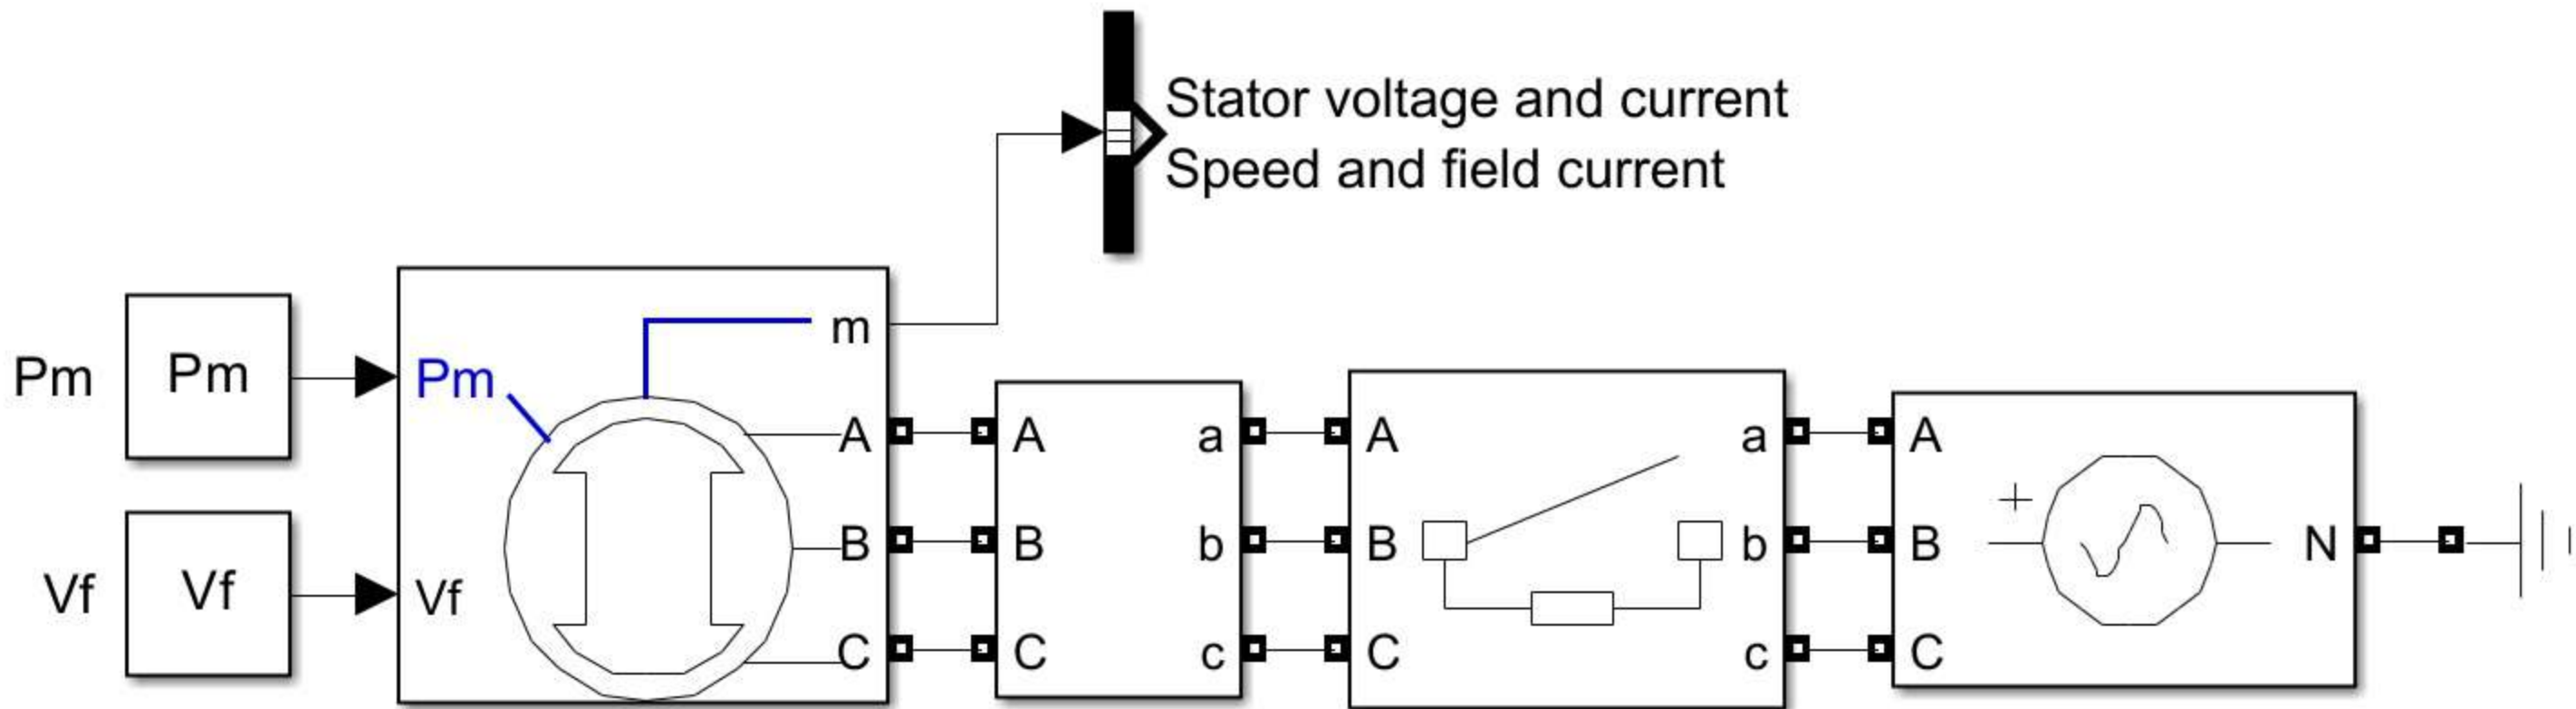 Stator voltage and current
Speed and field current
Pm
Pm
Pm
m
Vf
Vf
Vf
A
B
C
A
B
C
a
b
c
A
B
C
a
b
c
A
B
C
+
N